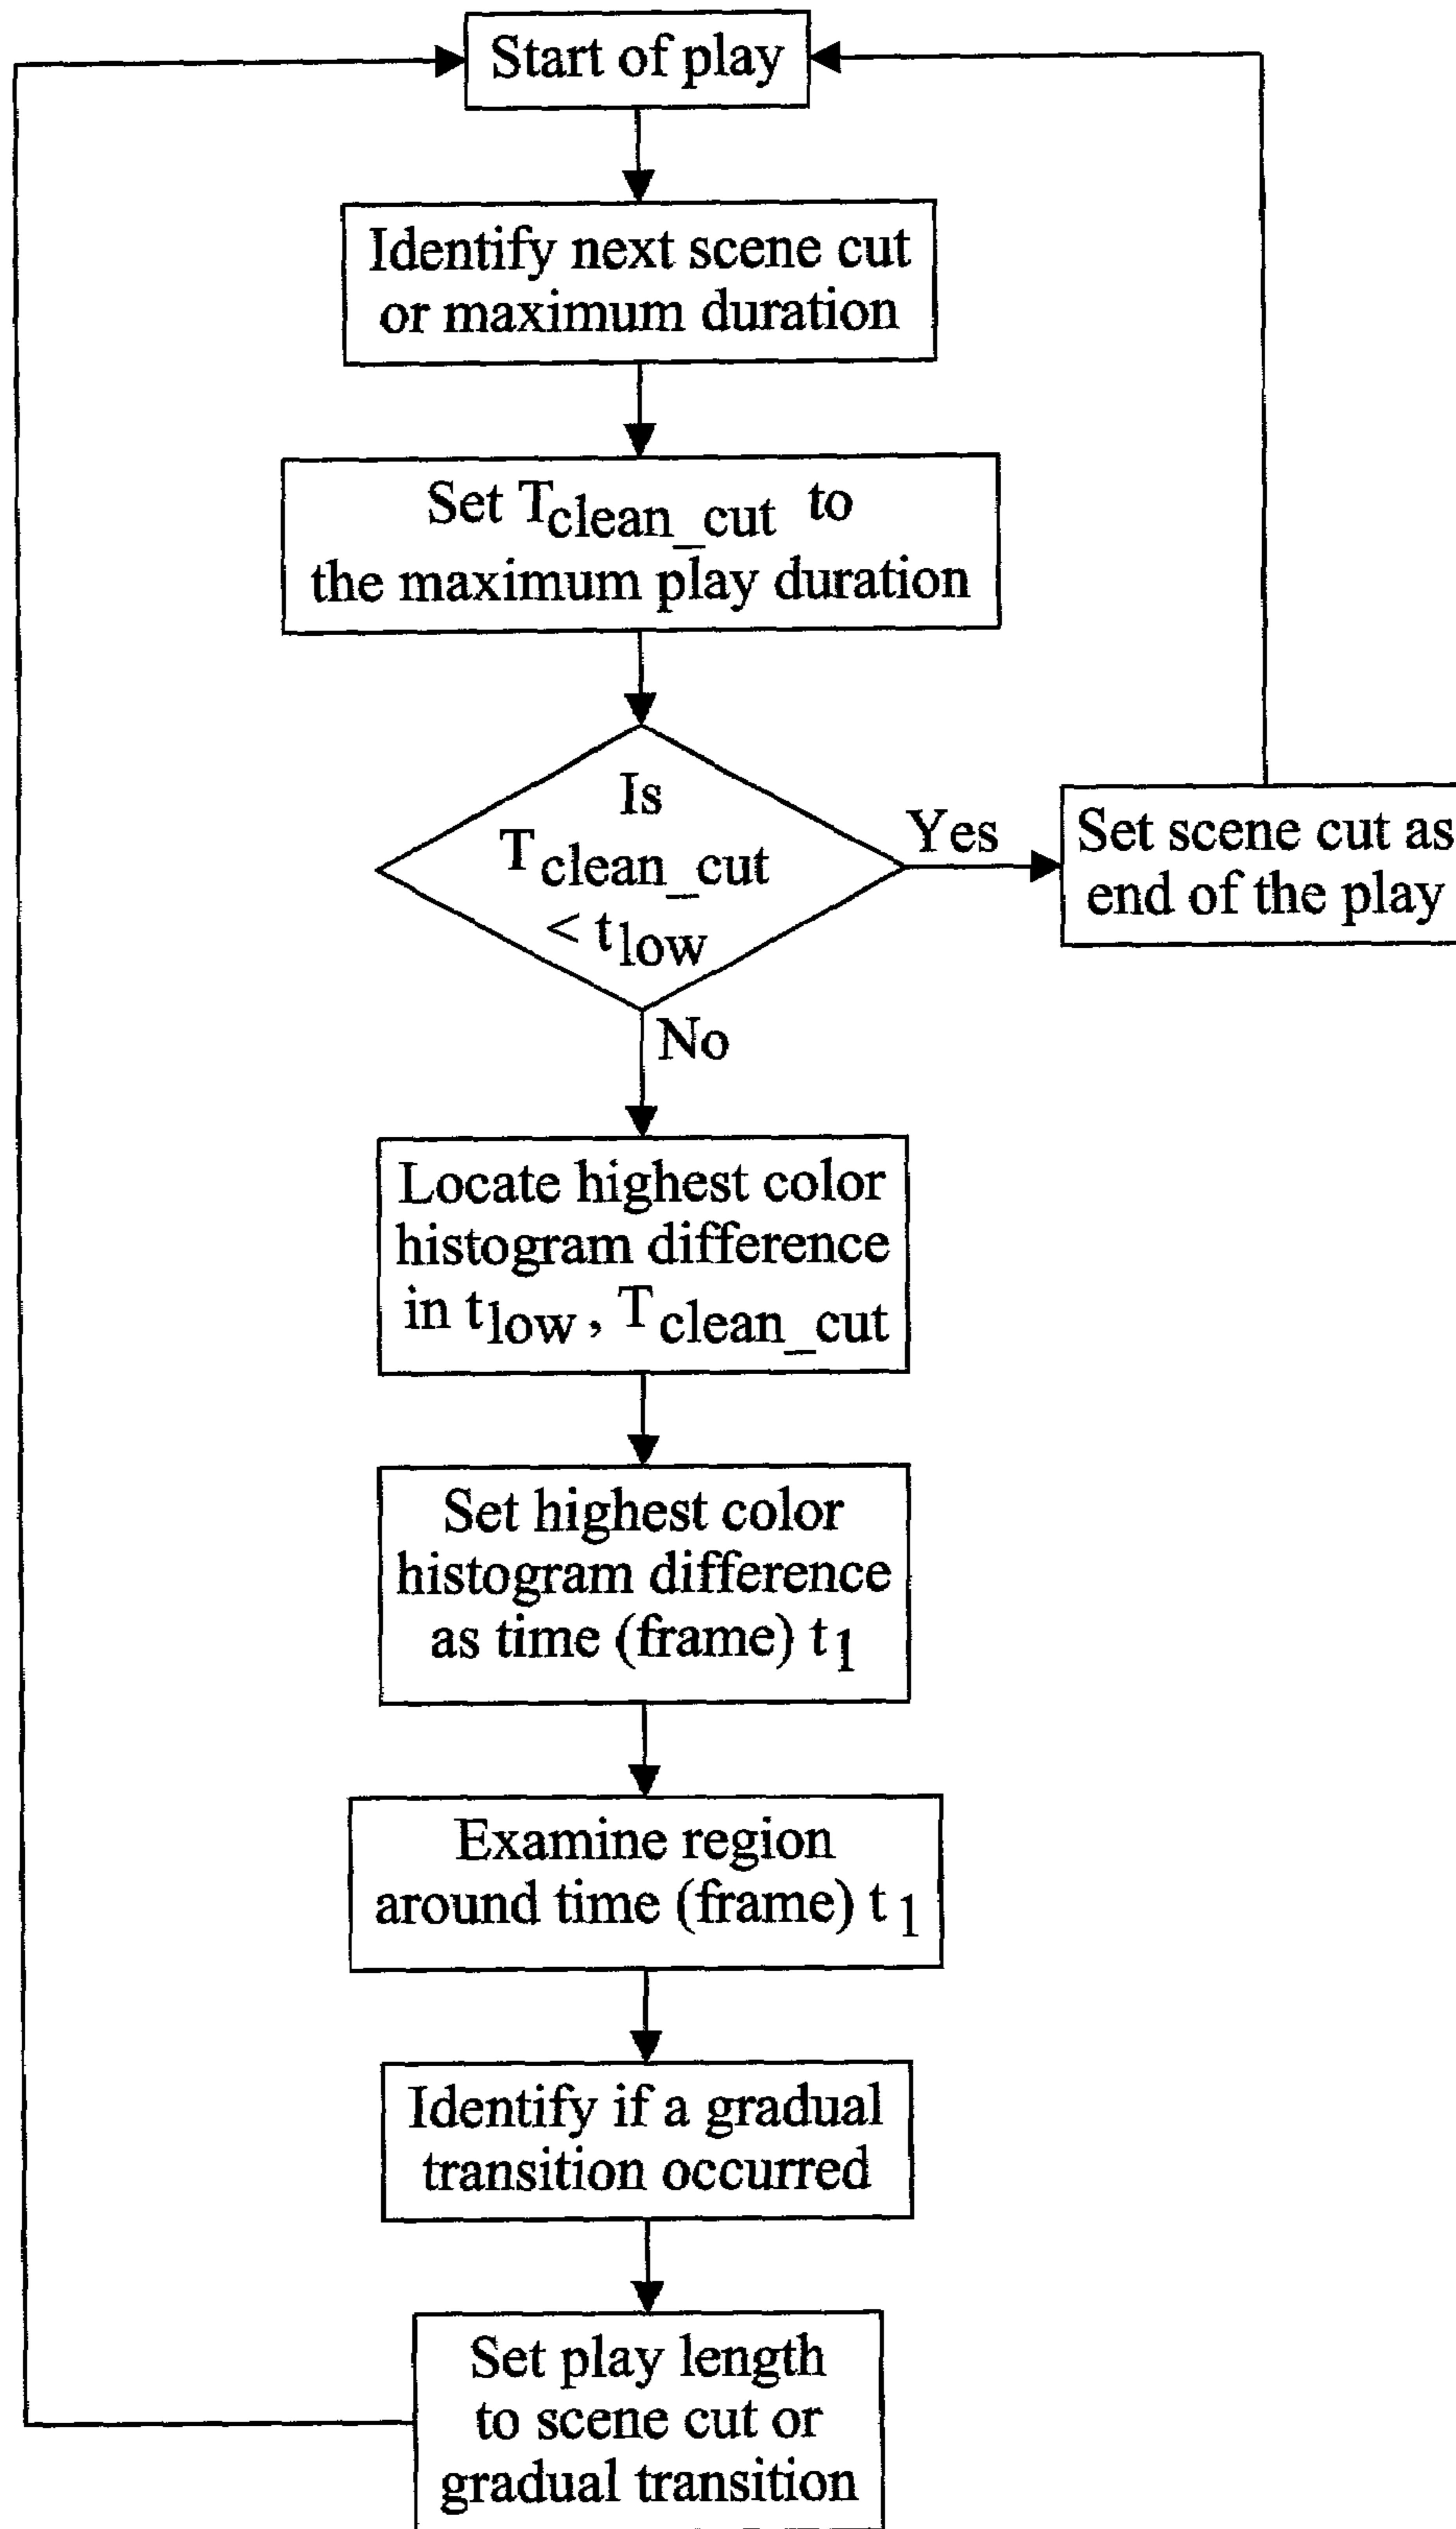 Start of play
Identify next scene cut
or maximum duration
Set Tclean_cut to
the maximum play duration
Is
Tclean_cut
< tlow
Yes
Set scene cut as
end of the play
No
Locate highest color
histogram difference
in tlow, Tclean_cut
Set highest color
histogram difference
as time (frame) t1
Examine region
around time (frame) t1
Identify if a gradual
transition occurred
Set play length
to scene cut or
gradual transition